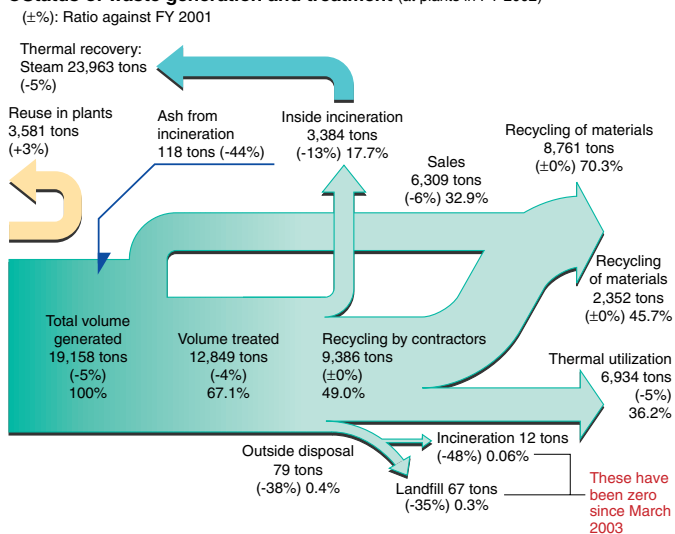 (±%): Ratio against FY 2001
Thermal recovery:
Steam 23,963 tons
(-5%)
Reuse in plants
3,581 tons
(+3%)
Ash from
incineration
118 tons (-44%)
Inside incineration
3,384 tons
(-13%) 17.7%
Sales
6,309 tons
(-6%) 32.9%
Recycling of materials
8,761 tons
(±0%) 70.3%
Recycling
of materials
2,352 tons
(±0%) 45.7%
Total volume
generated
19,158 tons
(-5%)
100%
Volume treated
12,849 tons
(-4%)
67.1%
Recycling by contractors
9,386 tons
(±0%)
49.0%
Thermal utilization
6,934 tons
(-5%)
36.2%
Outside disposal
79 tons
(-38%) 0.4%
Incineration 12 tons
(-48%) 0.06%
Landfill 67 tons
(-35%) 0.3%
These have
been zero
since March
2003